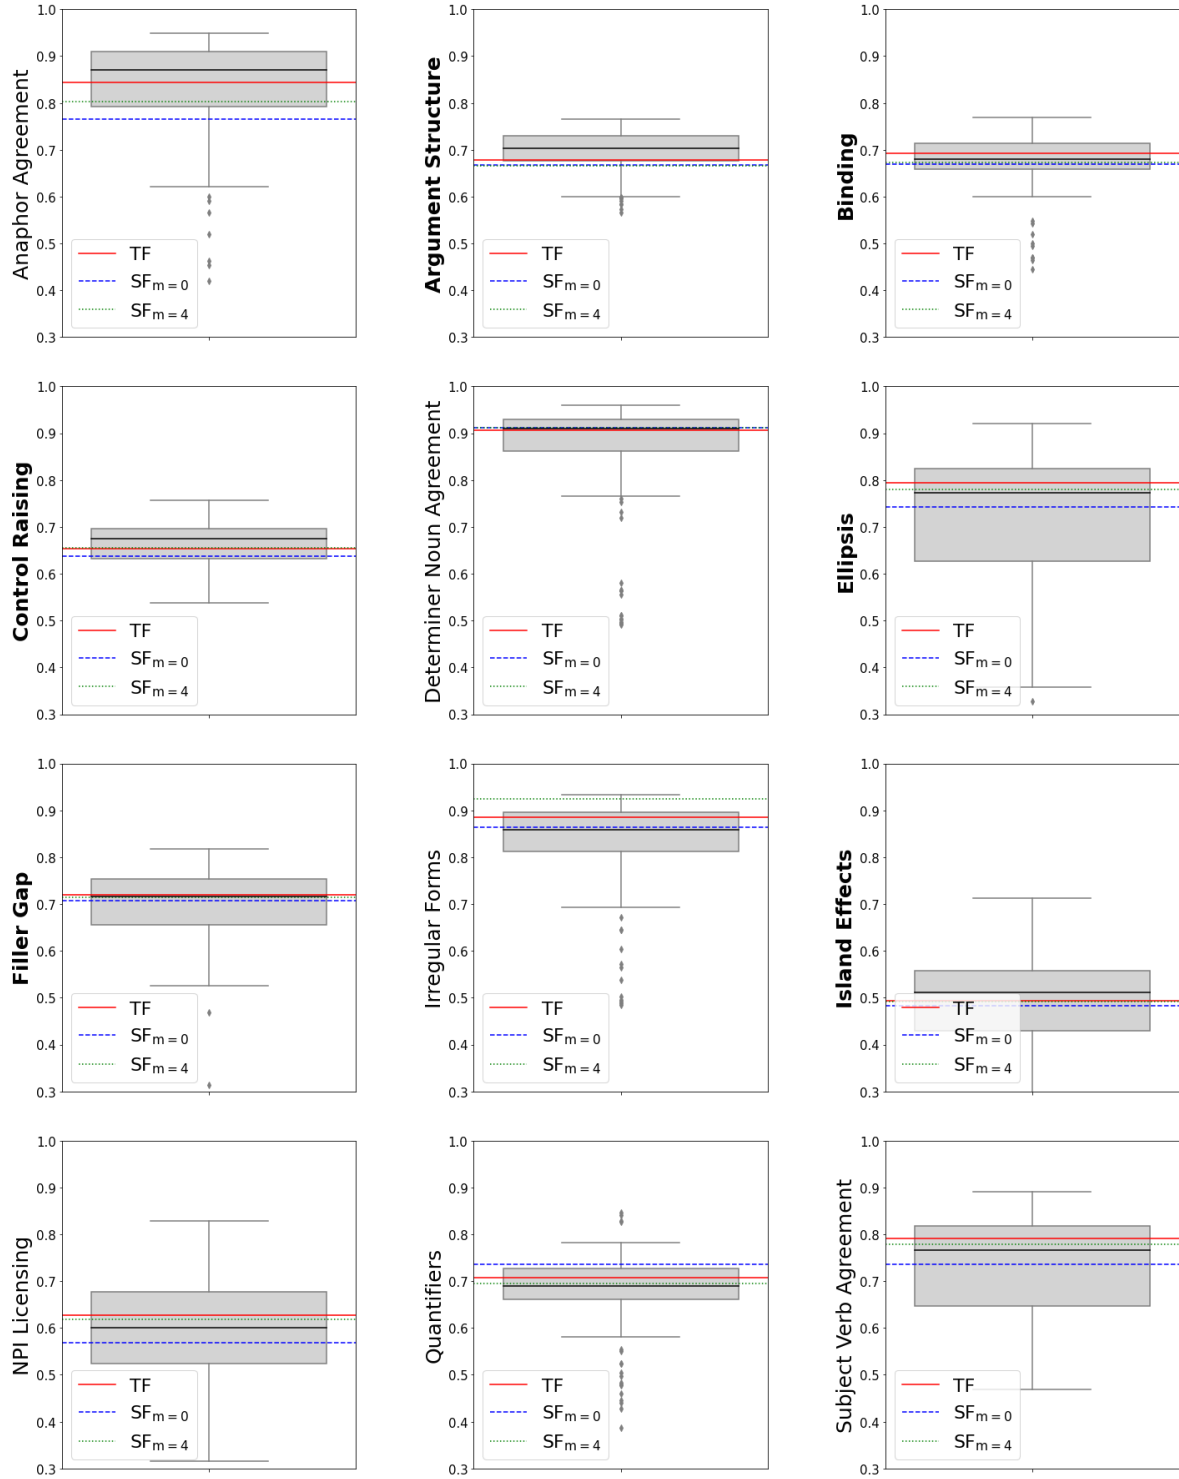 Anaphor Agreement
1.0
0.9
0.8
0.7
0.6
0.5
0.4
0.3
TF
SFm=0
SFm=4
Argument Structure
1.0
0.9
0.8
0.7
0.6
0.5
0.4
0.3
TF
SFm=0
SFm=4
Binding
1.0
0.9
0.8
0.7
0.6
0.5
0.4
0.3
TF
SFm=0
SFm=4
Control Raising
1.0
0.9
0.8
0.7
0.6
0.5
0.4
0.3
TF
SFm=0
SFm=4
Determiner Noun Agreement
1.0
0.9
0.8
0.7
0.6
0.5
0.4
0.3
TF
SFm=0
SFm=4
Ellipsis
1.0
0.9
0.8
0.7
0.6
0.5
0.4
0.3
TF
SFm=0
SFm=4
Filler Gap
1.0
0.9
0.8
0.7
0.6
0.5
0.4
0.3
TF
SFm=0
SFm=4
Irregular Forms
1.0
0.9
0.8
0.7
0.6
0.5
0.4
0.3
TF
SFm=0
SFm=4
Island Effects
1.0
0.9
0.8
0.7
0.6
0.5
0.4
0.3
TF
SFm=0
SFm=4
NPI Licensing
1.0
0.9
0.8
0.7
0.6
0.5
0.4
0.3
TF
SFm=0
SFm=4
Quantifiers
1.0
0.9
0.8
0.7
0.6
0.5
0.4
0.3
TF
SFm=0
SFm=4
Subject Verb Agreement
1.0
0.9
0.8
0.7
0.6
0.5
0.4
0.3
TF
SFm=0
SFm=4